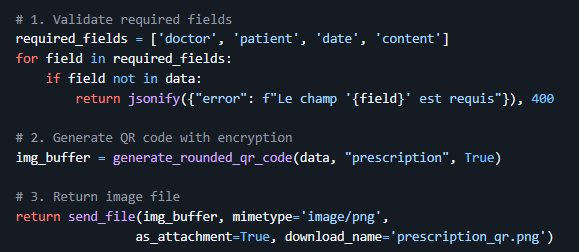 # 1. Validate required fields
required_fields = ['doctor', 'patient', 'date', 'content']
for field in required_fields:
    if field not in data:
        return jsonify({"error": f"Le champ '{field}' est requis"}), 400

# 2. Generate QR code with encryption
img_buffer = generate_rounded_qr_code(data, "prescription", True)

# 3. Return image file
return send_file(img_buffer, mimetype='image/png',
                as_attachment=True, download_name='prescription_qr.png')